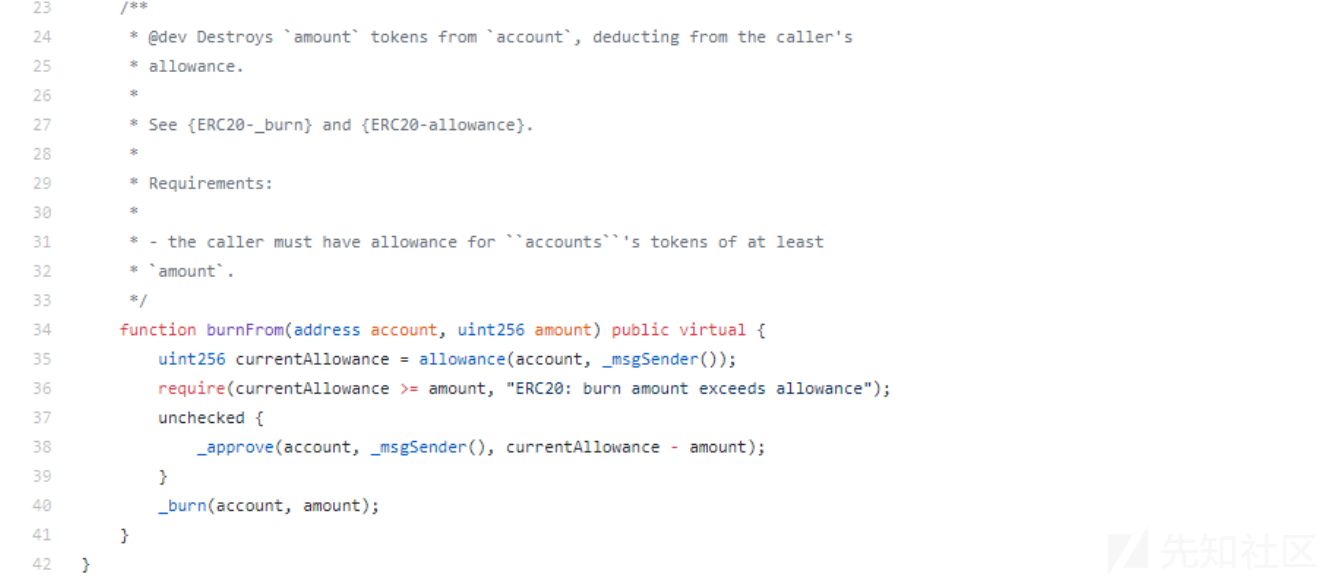 23 /**
24 * @dev Destroys `amount` tokens from `account`, deducting from the caller's
25 * allowance.
26 *
27 * See {ERC20-_burn} and {ERC20-allowance}.
28 *
29 * Requirements:
30 *
31 * - the caller must have allowance for ``accounts``'s tokens of at least
32 * `amount`.
33 */
34 function burnFrom(address account, uint256 amount) public virtual {
35 uint256 currentAllowance = allowance(account, _msgSender());
36 require(currentAllowance >= amount, "ERC20: burn amount exceeds allowance");
37 unchecked {
38 _approve(account, _msgSender(), currentAllowance - amount);
39 }
40 _burn(account, amount);
41 }
42 }
先知社区